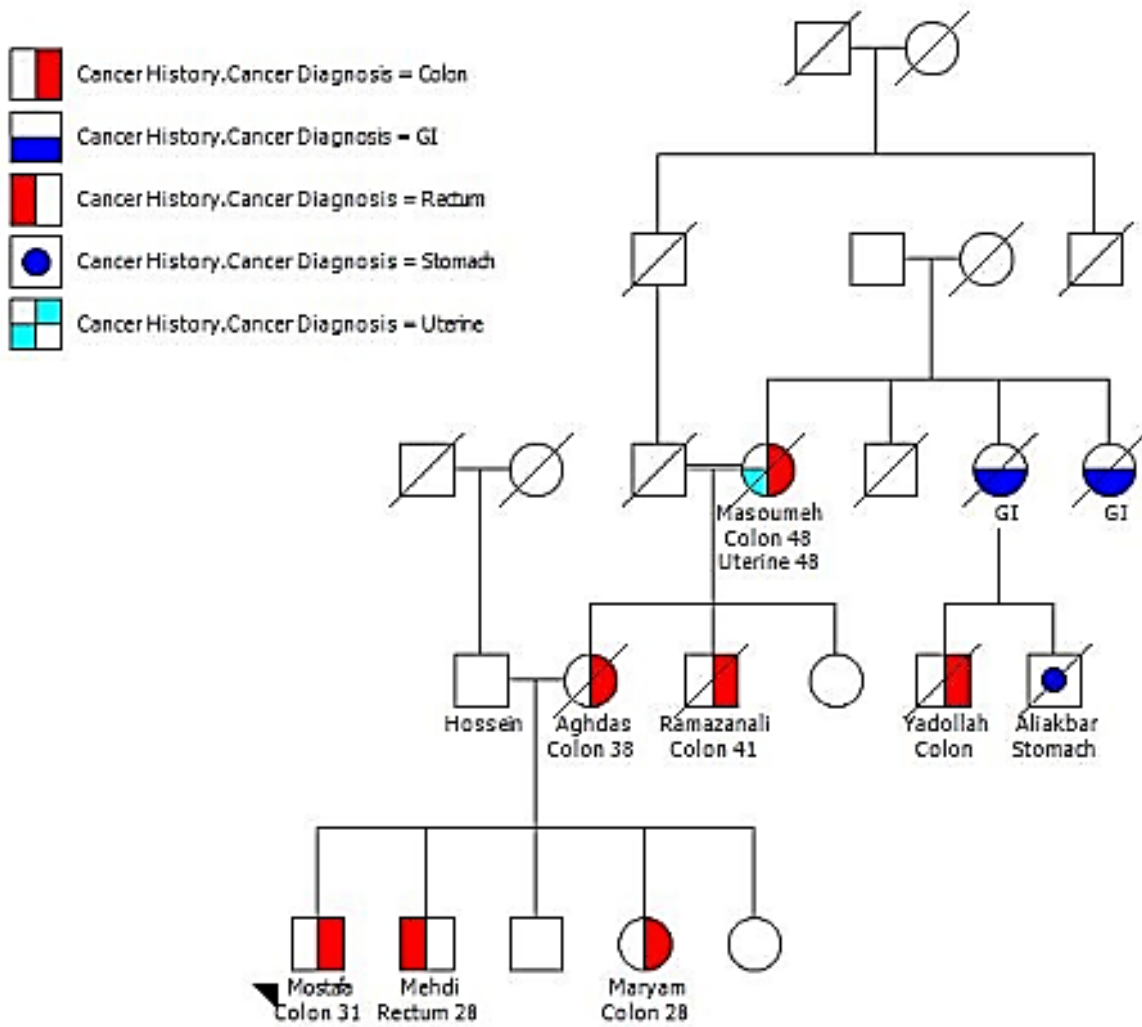 Cancer History.Cancer Diagnosis = Colon
Cancer History.Cancer Diagnosis = GI
Cancer History.Cancer Diagnosis = Rectum
Cancer History.Cancer Diagnosis = Stomach
Cancer History.Cancer Diagnosis = Uterine
Masoumeh
Colon 48
Uterine 48
GI
GI
Hossein
Aghdas
Colon 38
Ramazanali
Colon 41
Yadollah
Colon
Aliakbar
Stomach
Mostafa
Colon 31
Mehdi
Rectum 28
Maryam
Colon 28